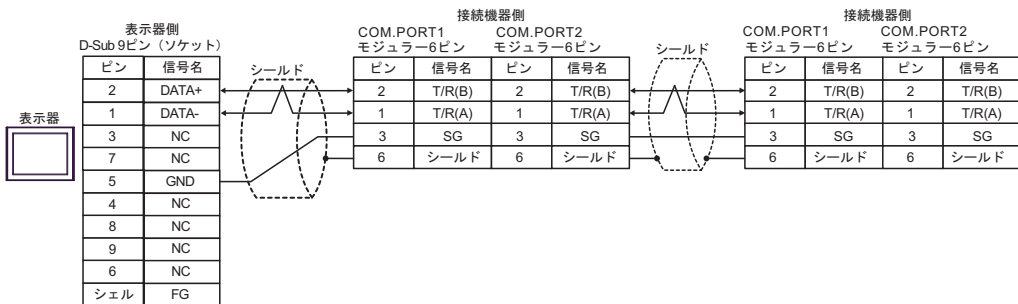 表示器側
D-Sub 9ピン（ソケット）
ピン 信号名
2 DATA+
1 DATA-
3 NC
7 NC
5 GND
4 NC
8 NC
9 NC
6 NC
シェル FG
表示器
シールド
接続機器側
COM.PORT1 COM.PORT2
モジュラー6ピン モジュラー6ピン
ピン 信号名 ピン 信号名
2 T/R(B) 2 T/R(B)
1 T/R(A) 1 T/R(A)
3 SG 3 SG
6 シールド 6 シールド
シールド
接続機器側
COM.PORT1 COM.PORT2
モジュラー6ピン モジュラー6ピン
ピン 信号名 ピン 信号名
2 T/R(B) 2 T/R(B)
1 T/R(A) 1 T/R(A)
3 SG 3 SG
6 シールド 6 シールド